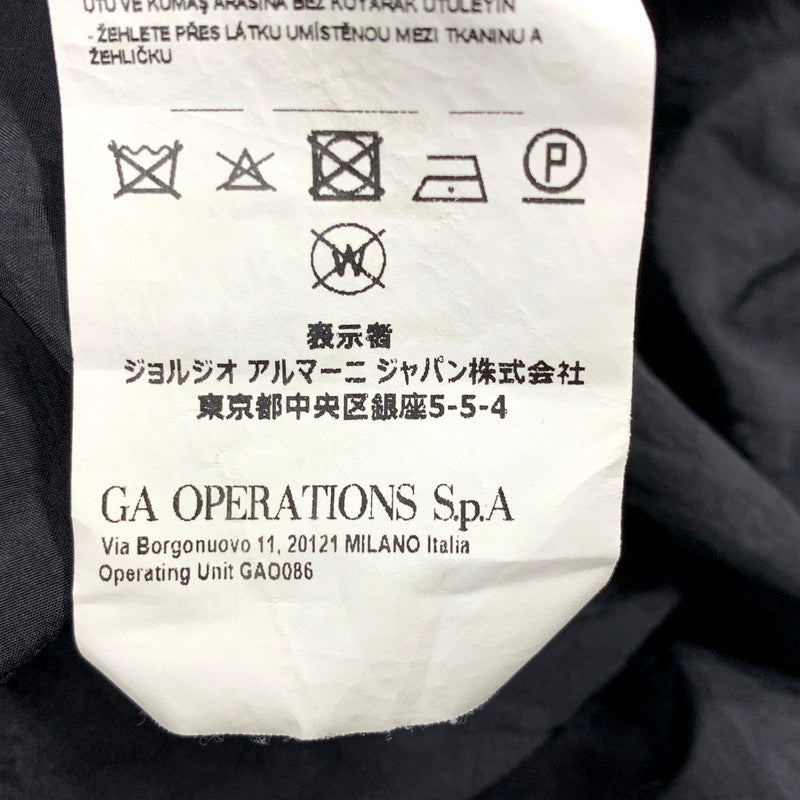 ÜTÜ VE KUMAŞ ARASINA BEZ KOYARAK ÜTÜLEYİN
- ŽEHLETE PŘES LÁTKU UMÍSTĚNOU MEZI TKANINU A
ŽEHLIČKU
P
W
表示者
ジョルジオ アルマーニ ジャパン株式会社
東京都中央区銀座5-5-4
GA OPERATIONS S.p.A
Via Borgonuovo 11, 20121 MILANO Italia
Operating Unit GAO086